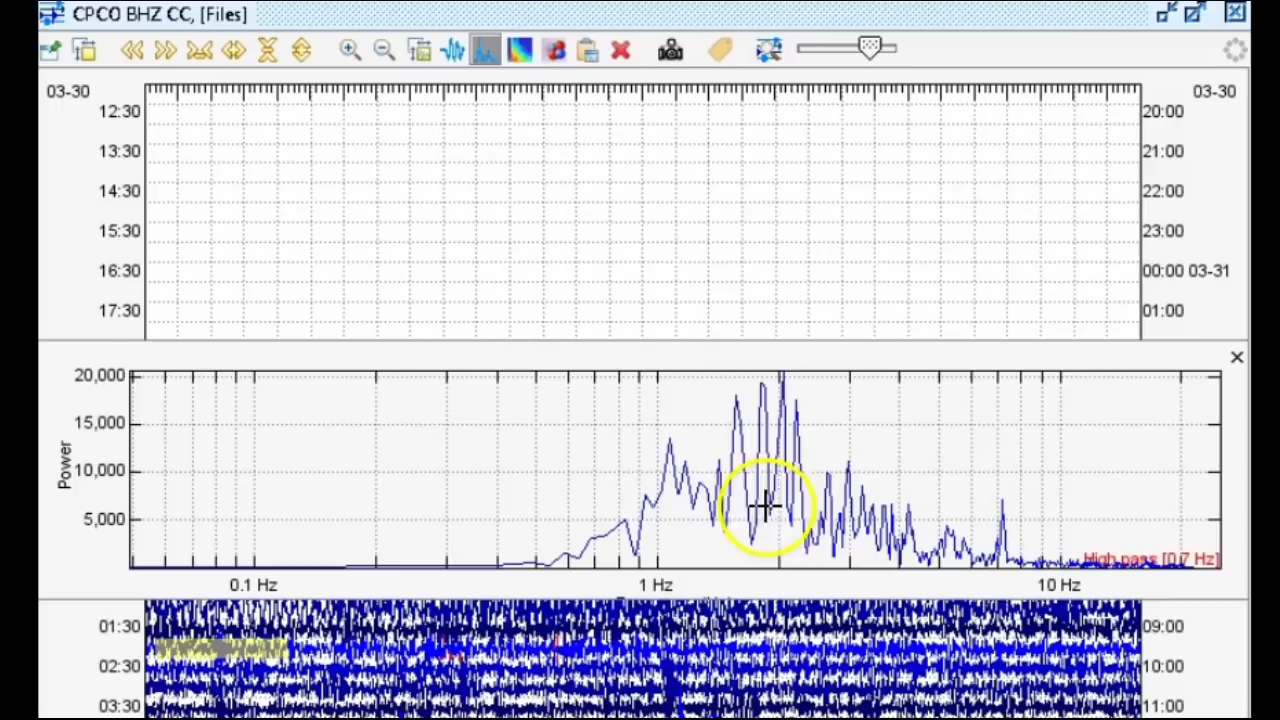 CPCO BHZ CC, [Files]
03-30 03-30
12:30 20:00
13:30 21:00
14:30 22:00
15:30 23:00
16:30 00:00 03-31
17:30 01:00
20,000
15,000
10,000
5,000
Power
High pass [0.7 Hz]
0.1 Hz 1 Hz 10 Hz
01:30 09:00
02:30 10:00
03:30 11:00